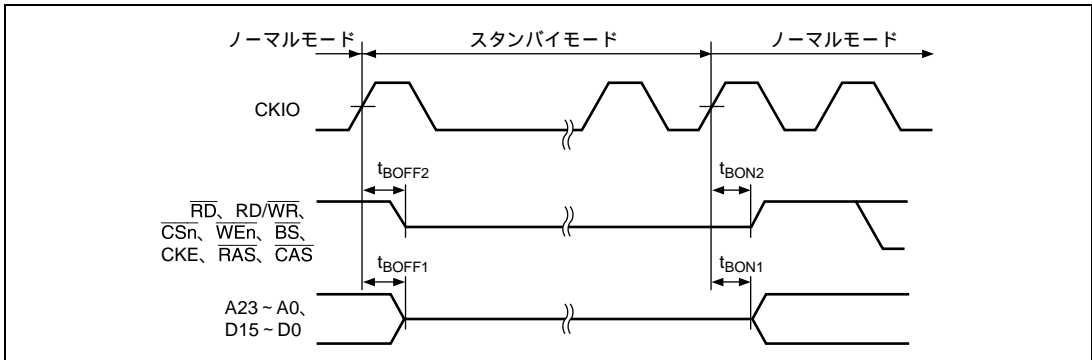 ノーマルモード スタンバイモード ノーマルモード
CKIO
tBOFF2 tBON2
RD、RD/WR、
CSn、WEn、BS、
CKE、RAS、CAS
tBOFF1 tBON1
A23~A0、
D15~D0